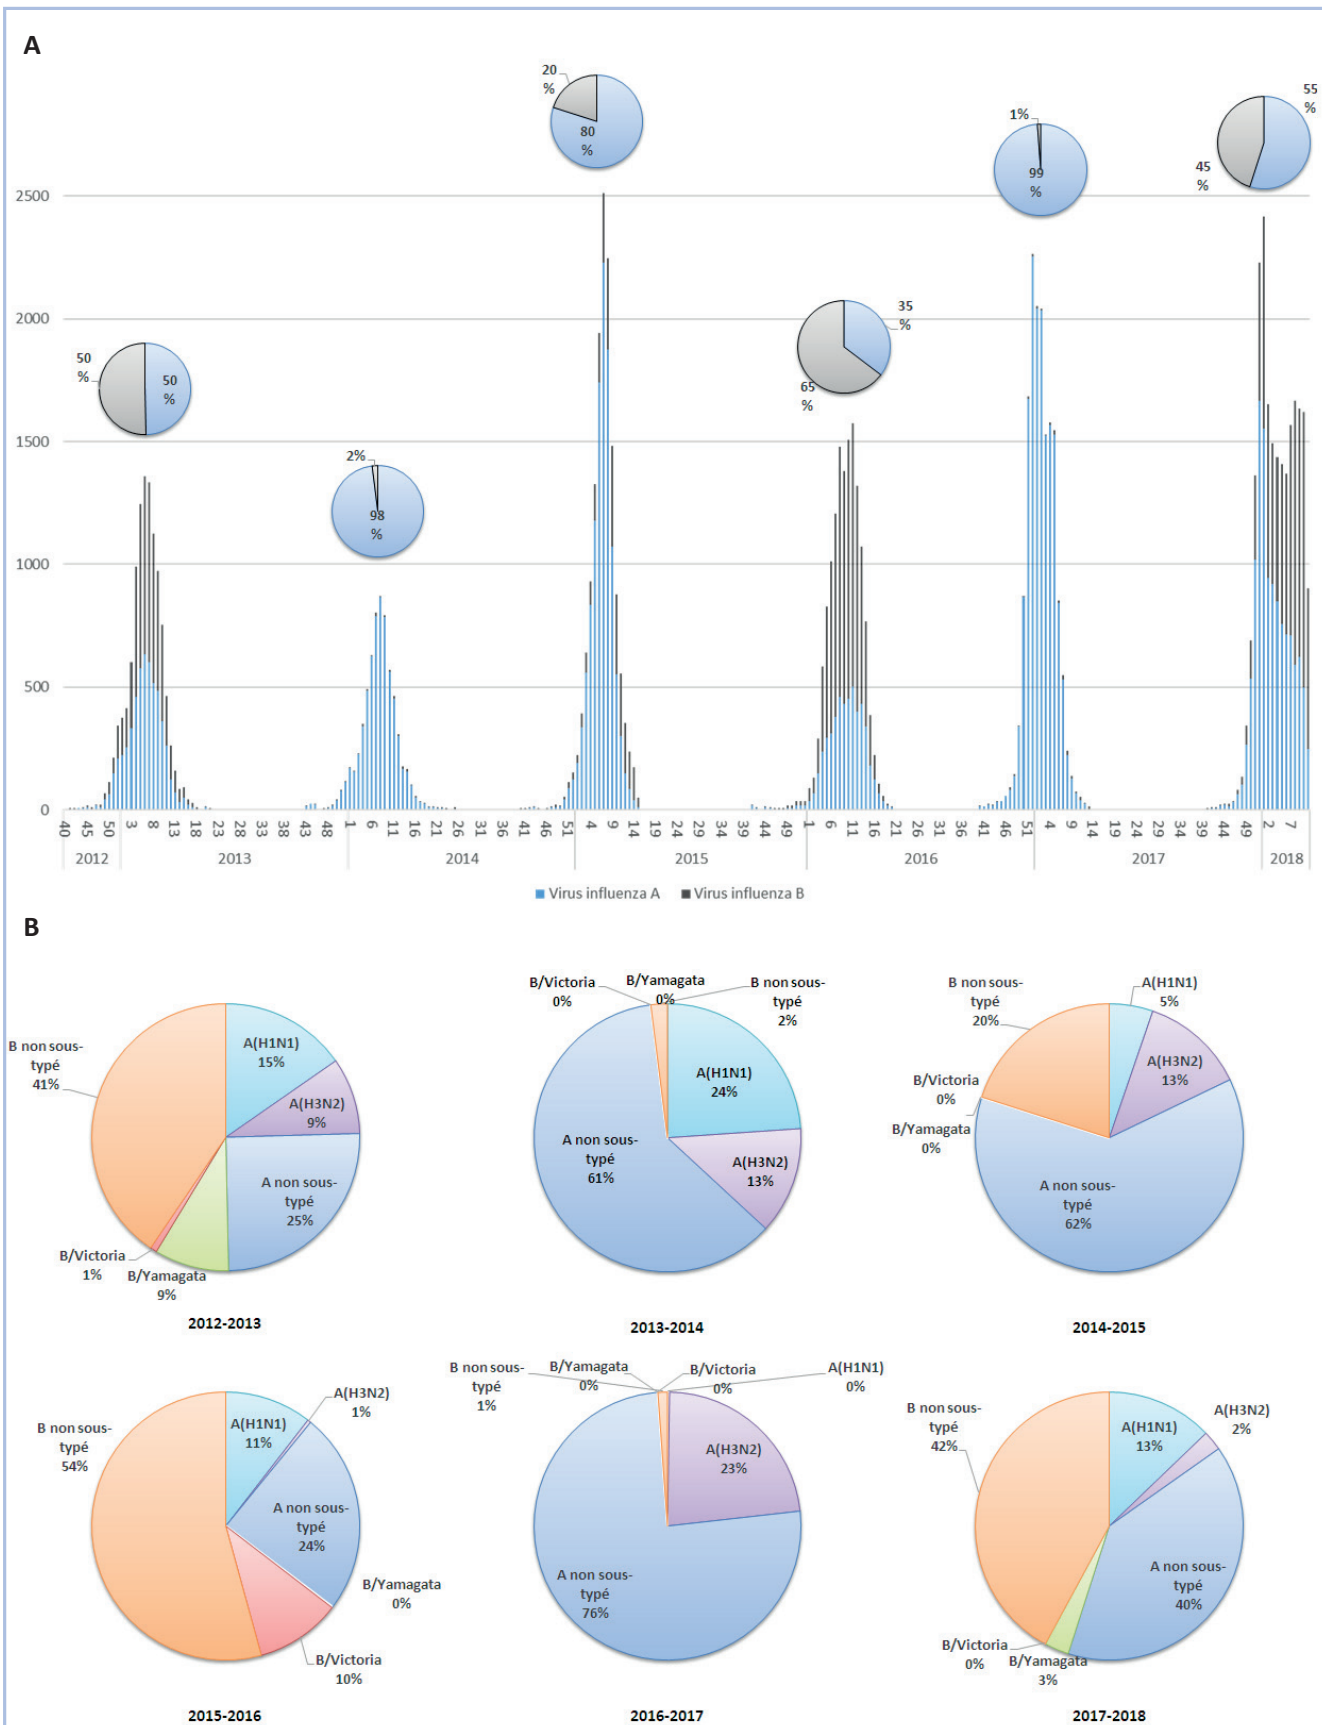 A
20
%
80
%
1%
99
%
55
%
45
%
2500
2000
35
%
65
%
50
%
50
%
1500
2%
98
%
1000
500
0
40 45 50 3 8 13 18 23 28 33 38 43 48 1 6 11 16 21 26 31 36 41 46 51 4 9 14 19 24 29 34 39 44 49 1 6 11 16 21 26 31 36 41 46 51 4 9 14 19 24 29 34 39 44 49 2 7
2012 2013 2014 2015 2016 2017 2018
Virus influenza A Virus influenza B
B
B non sous-
typé
41%
A(H1N1)
15%
A(H3N2)
9%
A non sous-
typé
25%
B/Victoria
1%
B/Yamagata
9%
2012-2013
B/Victoria
0%
B/Yamagata
0%
B non sous-
typé
2%
A(H1N1)
24%
A non sous-
typé
61%
A(H3N2)
13%
2013-2014
B non sous-
typé
20%
A(H1N1)
5%
A(H3N2)
13%
B/Victoria
0%
B/Yamagata
0%
A non sous-
typé
62%
2014-2015
B non sous-
typé
54%
A(H1N1)
11%
A(H3N2)
1%
A non sous-
typé
24%
B/Yamagata
0%
B/Victoria
10%
2015-2016
B non sous-
typé
1%
B/Yamagata
0%
B/Victoria
0%
A(H1N1)
0%
A(H3N2)
23%
A non sous-
typé
76%
2016-2017
B non sous-
typé
42%
A(H1N1)
13%
A(H3N2)
2%
A non sous-
typé
40%
B/Victoria
0%
B/Yamagata
3%
2017-2018